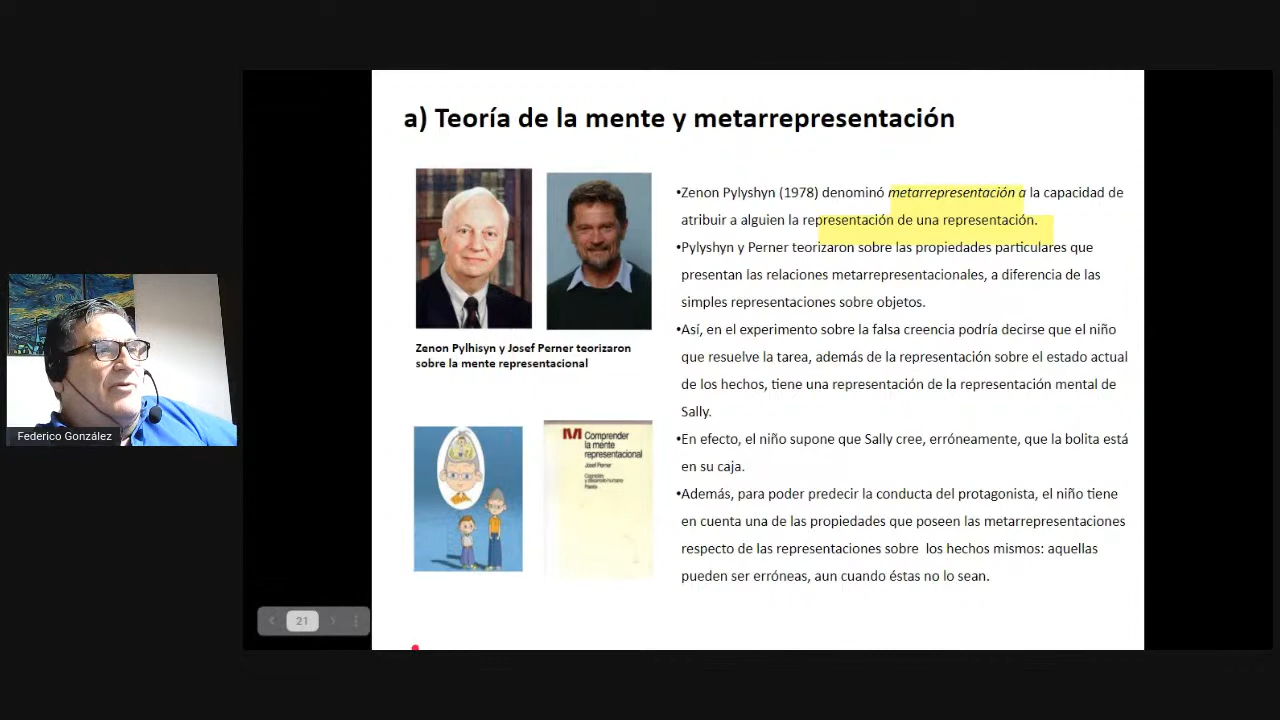 a) Teoría de la mente y metarrepresentación
•Zenon Pylyshyn (1978) denominó metarrepresentación a la capacidad de
atribuir a alguien la representación de una representación.
•Pylyshyn y Perner teorizaron sobre las propiedades particulares que
presentan las relaciones metarrepresentacionales, a diferencia de las
simples representaciones sobre objetos.
•Así, en el experimento sobre la falsa creencia podría decirse que el niño
que resuelve la tarea, además de la representación sobre el estado actual
de los hechos, tiene una representación de la representación mental de
Sally.
•En efecto, el niño supone que Sally cree, erróneamente, que la bolita está
en su caja.
•Además, para poder predecir la conducta del protagonista, el niño tiene
en cuenta una de las propiedades que poseen las metarrepresentaciones
respecto de las representaciones sobre los hechos mismos: aquellas
pueden ser erróneas, aun cuando éstas no lo sean.
Zenon Pylhisyn y Josef Perner teorizaron
sobre la mente representacional
Comprender
la mente
representacional
Josef Perner
Cognición
y desarrollo humano
Paidós
Federico González
21